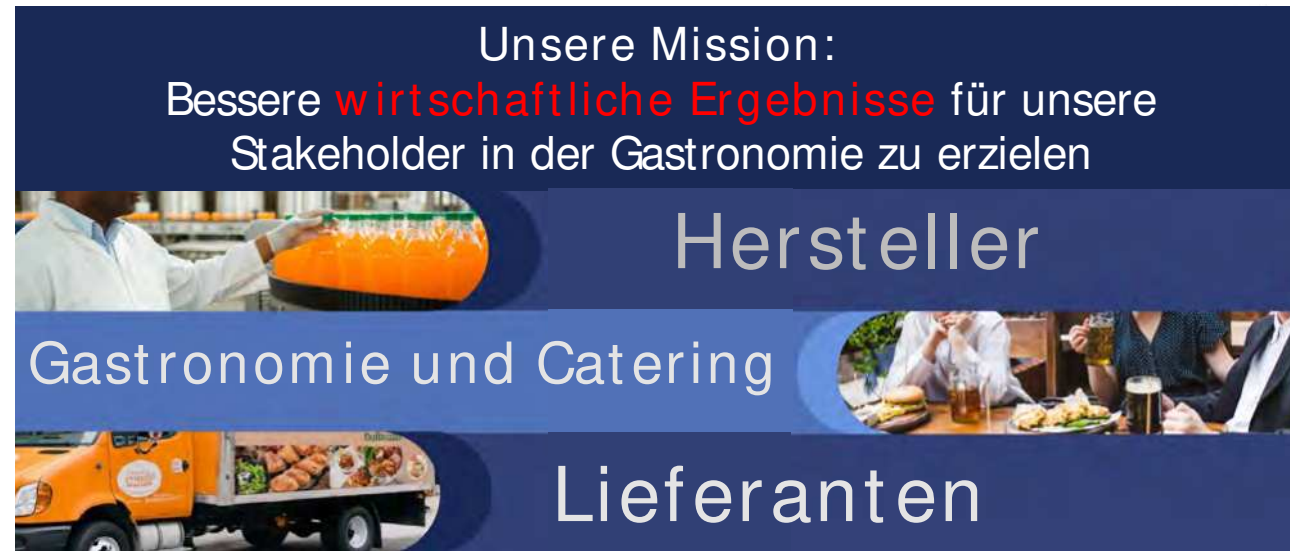 Unsere Mission:
Bessere wirtschaftliche Ergebnisse für unsere
Stakeholder in der Gastronomie zu erzielen
Hersteller
Gastronomie und Catering
Lieferanten